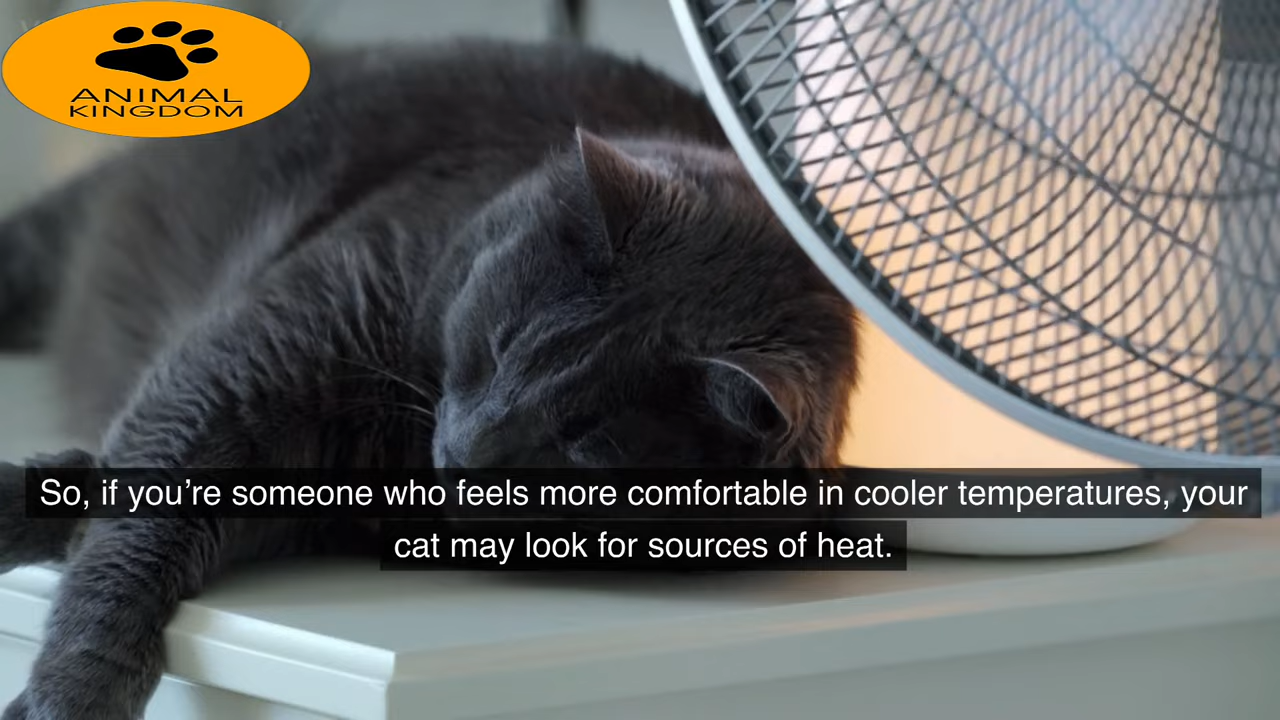 ANIMAL
KINGDOM
So, if you’re someone who feels more comfortable in cooler temperatures, your
cat may look for sources of heat.